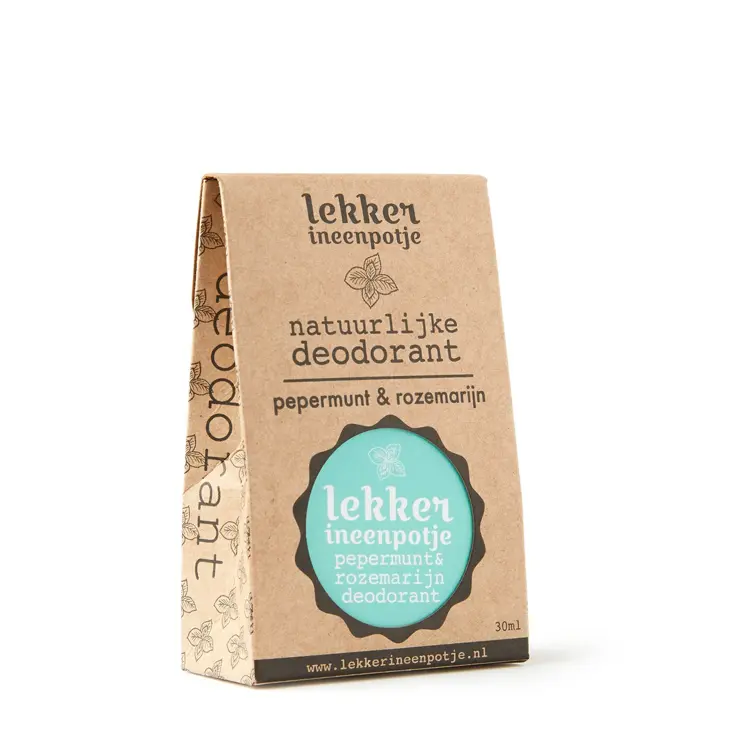 lekker
ineenpotje
natuurlijke
deodorant
pepermunt & rozemarijn
lekker
ineenpotje
pepermunt&
rozemarijn
deodorant
30ml
www.lekkerineenpotje.nl
deodorant